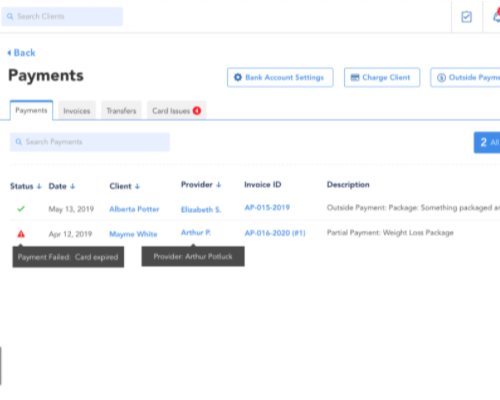 Search Clients
Back
Payments
Bank Account Settings
Charge Client
Outside Payme
Payments
Invoices
Transfers
Card Issues 4
Search Payments
2 All
Status Date Client Provider Invoice ID Description
May 13, 2019 Alberta Potter Elizabeth S. AP-015-2019 Outside Payment: Package: Something packaged an
Apr 12, 2019 Mayme White Arthur P. AP-016-2020 (#1) Partial Payment: Weight Loss Package
Payment Failed: Card expired
Provider: Arthur Potluck